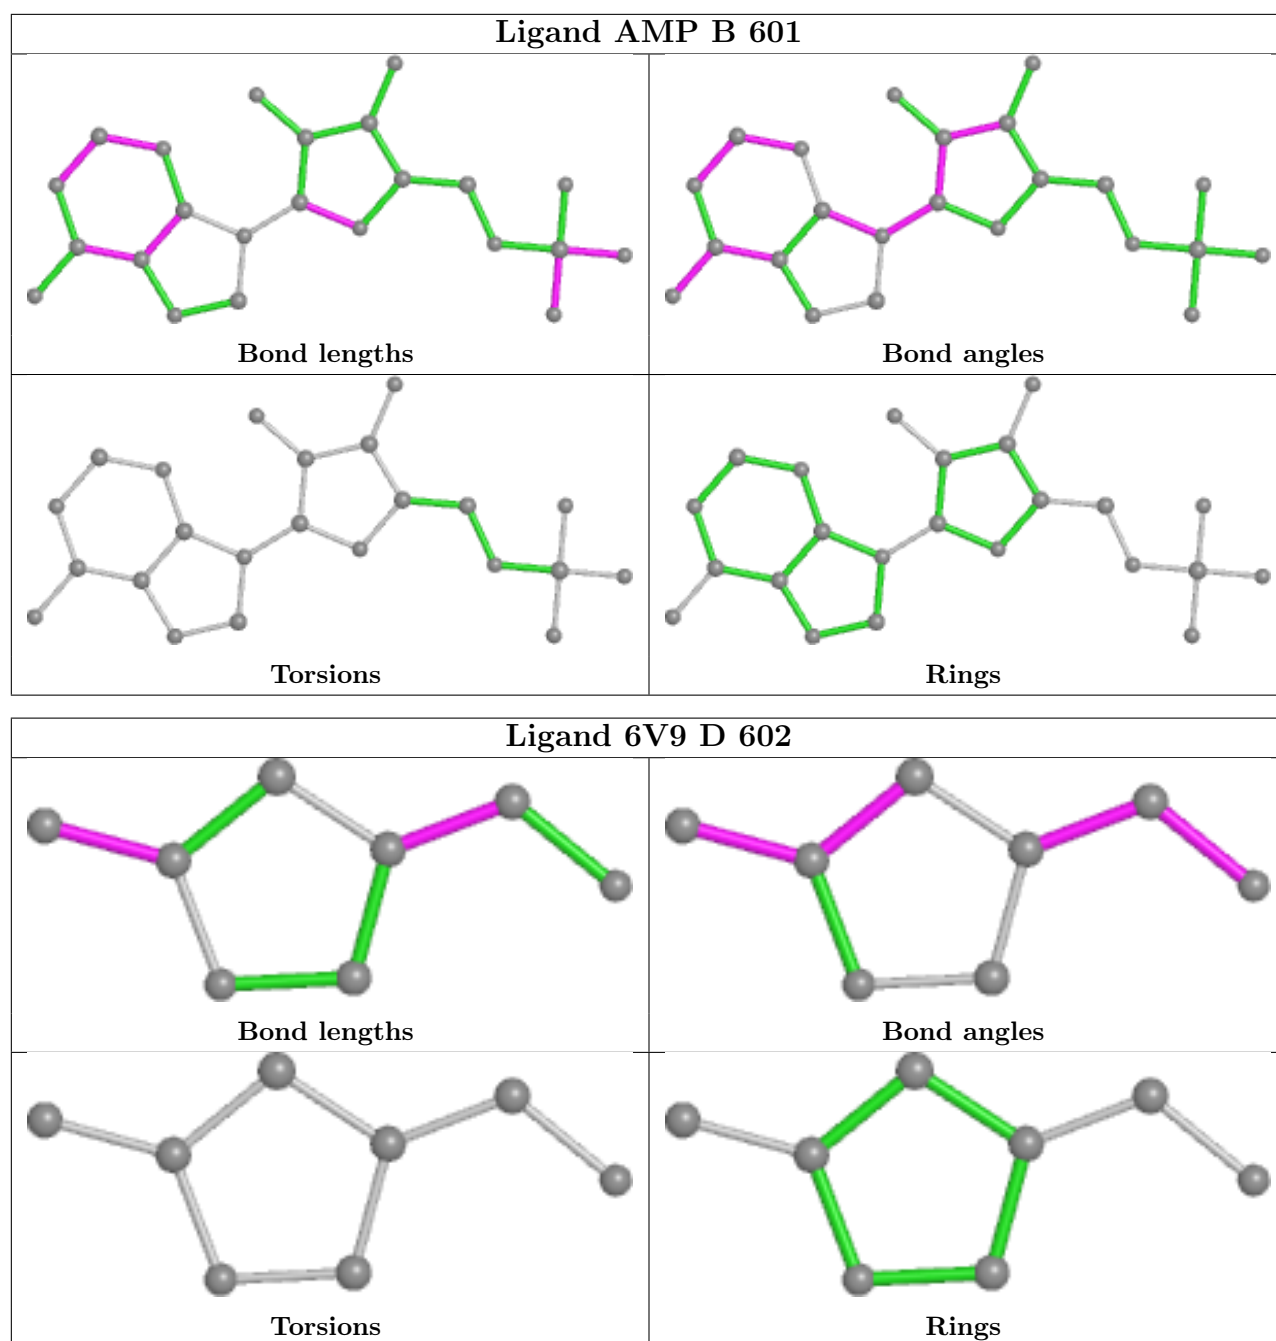 Ligand AMP B 601
Bond lengths
Bond angles
Torsions
Rings
Ligand 6V9 D 602
Bond lengths
Bond angles
Torsions
Rings